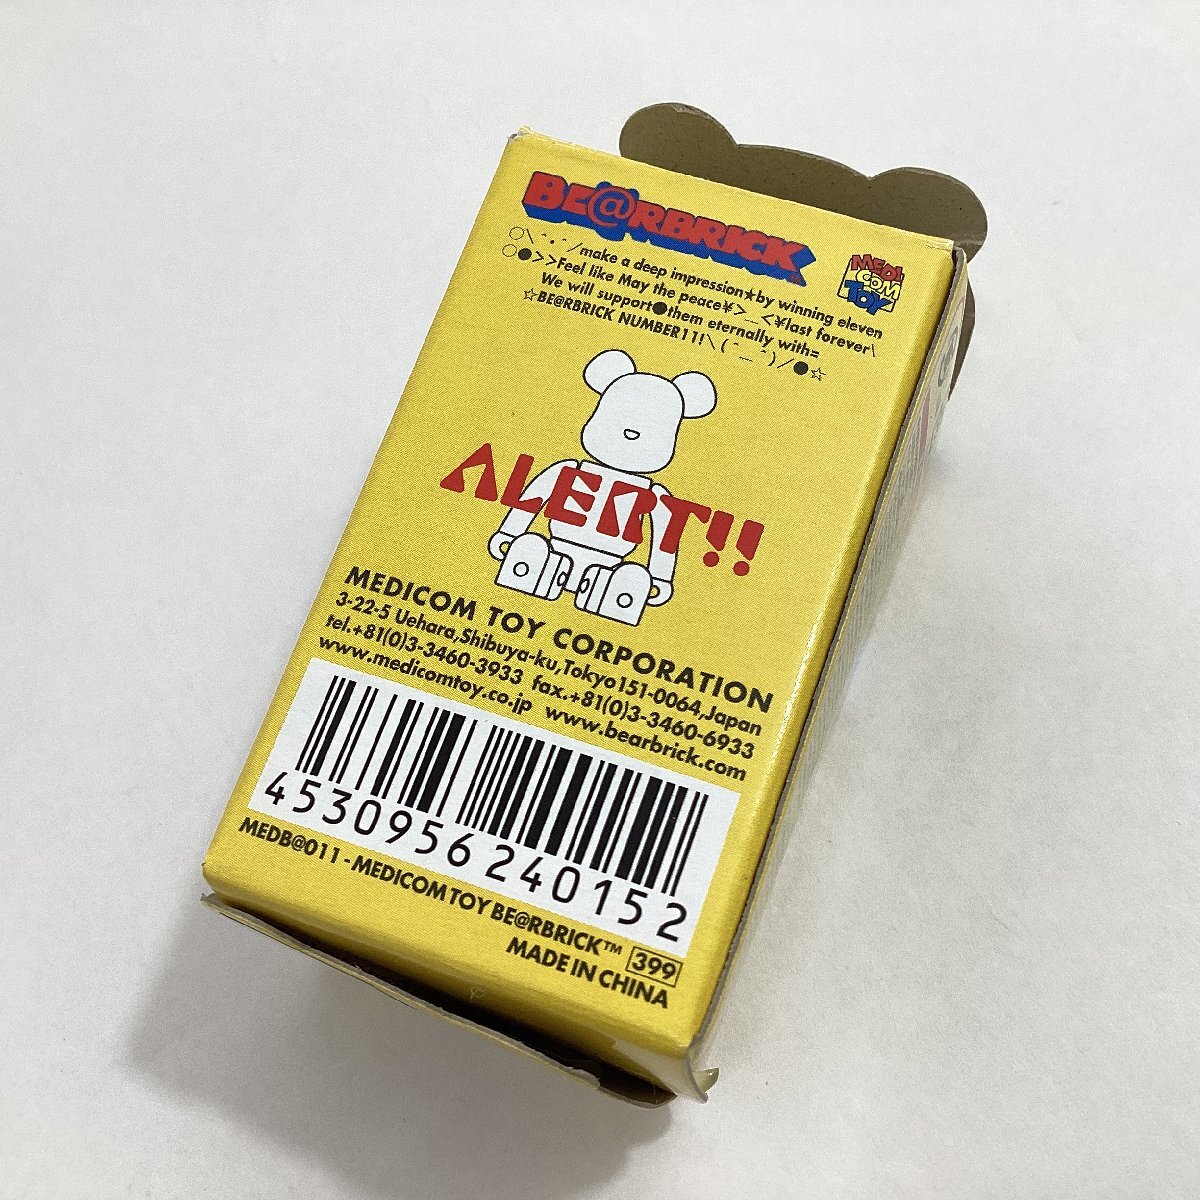 BE@RBRICK
MEDI
COM
TOY
○\ˆ・ˆ/make a deep impression★by winning eleven
○●>>Feel like May the peace¥>＿<¥last forever\
We will support●them eternally with=
☆BE@RBRICK NUMBER11!\(ˆ＿ˆ)/●☆
ALERT!!
MEDICOM TOY CORPORATION
3-22-5 Uehara,Shibuya-ku,Tokyo151-0064,Japan
tel.+81(0)3-3460-3933 fax.+81(0)3-3460-6933
www.medicomtoy.co.jp www.bearbrick.com
4530956240152
MEDB@011-MEDICOM TOY BE@RBRICK™ 399
MADE IN CHINA